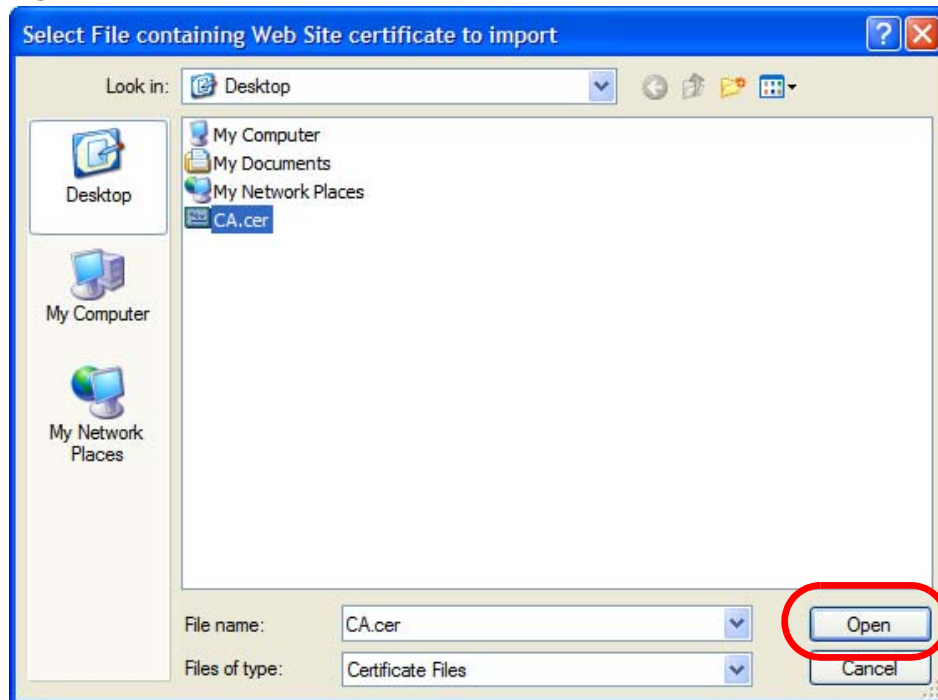 Select File containing Web Site certificate to import
Look in: Desktop
Desktop
My Computer
My Network
Places
My Computer
My Documents
My Network Places
CA.cer
File name: CA.cer Open
Files of type: Certificate Files Cancel